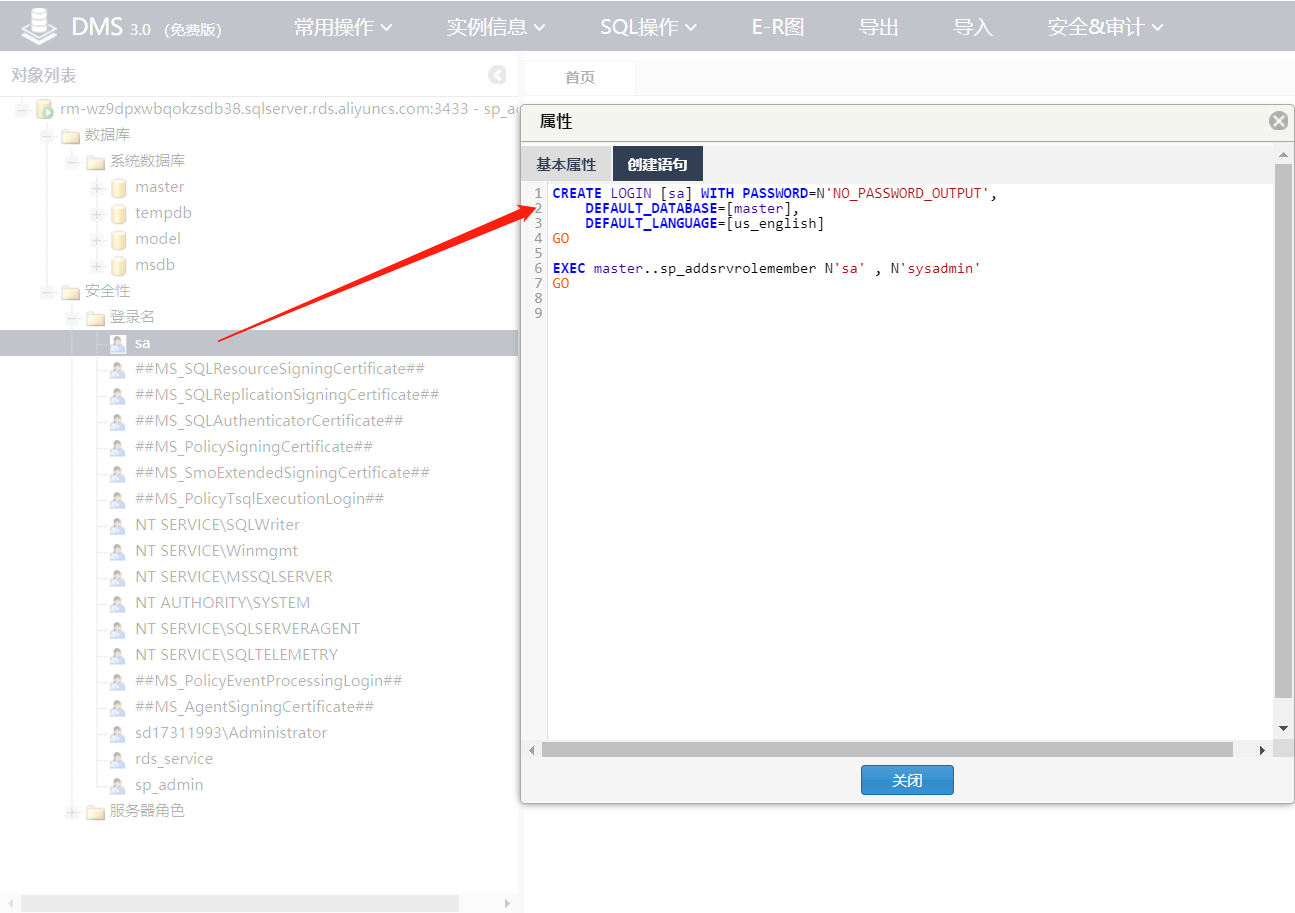 DMS 3.0 (免费版) 常用操作 实例信息 SQL操作 E-R图 导出 导入 安全&审计
对象列表
首页
rm-wz9dpxwbqokzsdb38.sqlserver.rds.aliyuncs.com:3433 - sp_a
数据库
系统数据库
master
tempdb
model
msdb
安全性
登录名
sa
##MS_SQLResourceSigningCertificate##
##MS_SQLReplicationSigningCertificate##
##MS_SQLAuthenticatorCertificate##
##MS_PolicySigningCertificate##
##MS_SmoExtendedSigningCertificate##
##MS_PolicyTsqlExecutionLogin##
NT SERVICE\SQLWriter
NT SERVICE\Winmgmt
NT SERVICE\MSSQLSERVER
NT AUTHORITY\SYSTEM
NT SERVICE\SQLSERVERAGENT
NT SERVICE\SQLTELEMETRY
##MS_PolicyEventProcessingLogin##
##MS_AgentSigningCertificate##
sd17311993\Administrator
rds_service
sp_admin
服务器角色
属性
基本属性 创建语句
1 CREATE LOGIN [sa] WITH PASSWORD=N'NO_PASSWORD_OUTPUT',
2 DEFAULT_DATABASE=[master],
3 DEFAULT_LANGUAGE=[us_english]
4 GO
5
6 EXEC master..sp_addsrvrolemember N'sa' , N'sysadmin'
7 GO
8
9
关闭